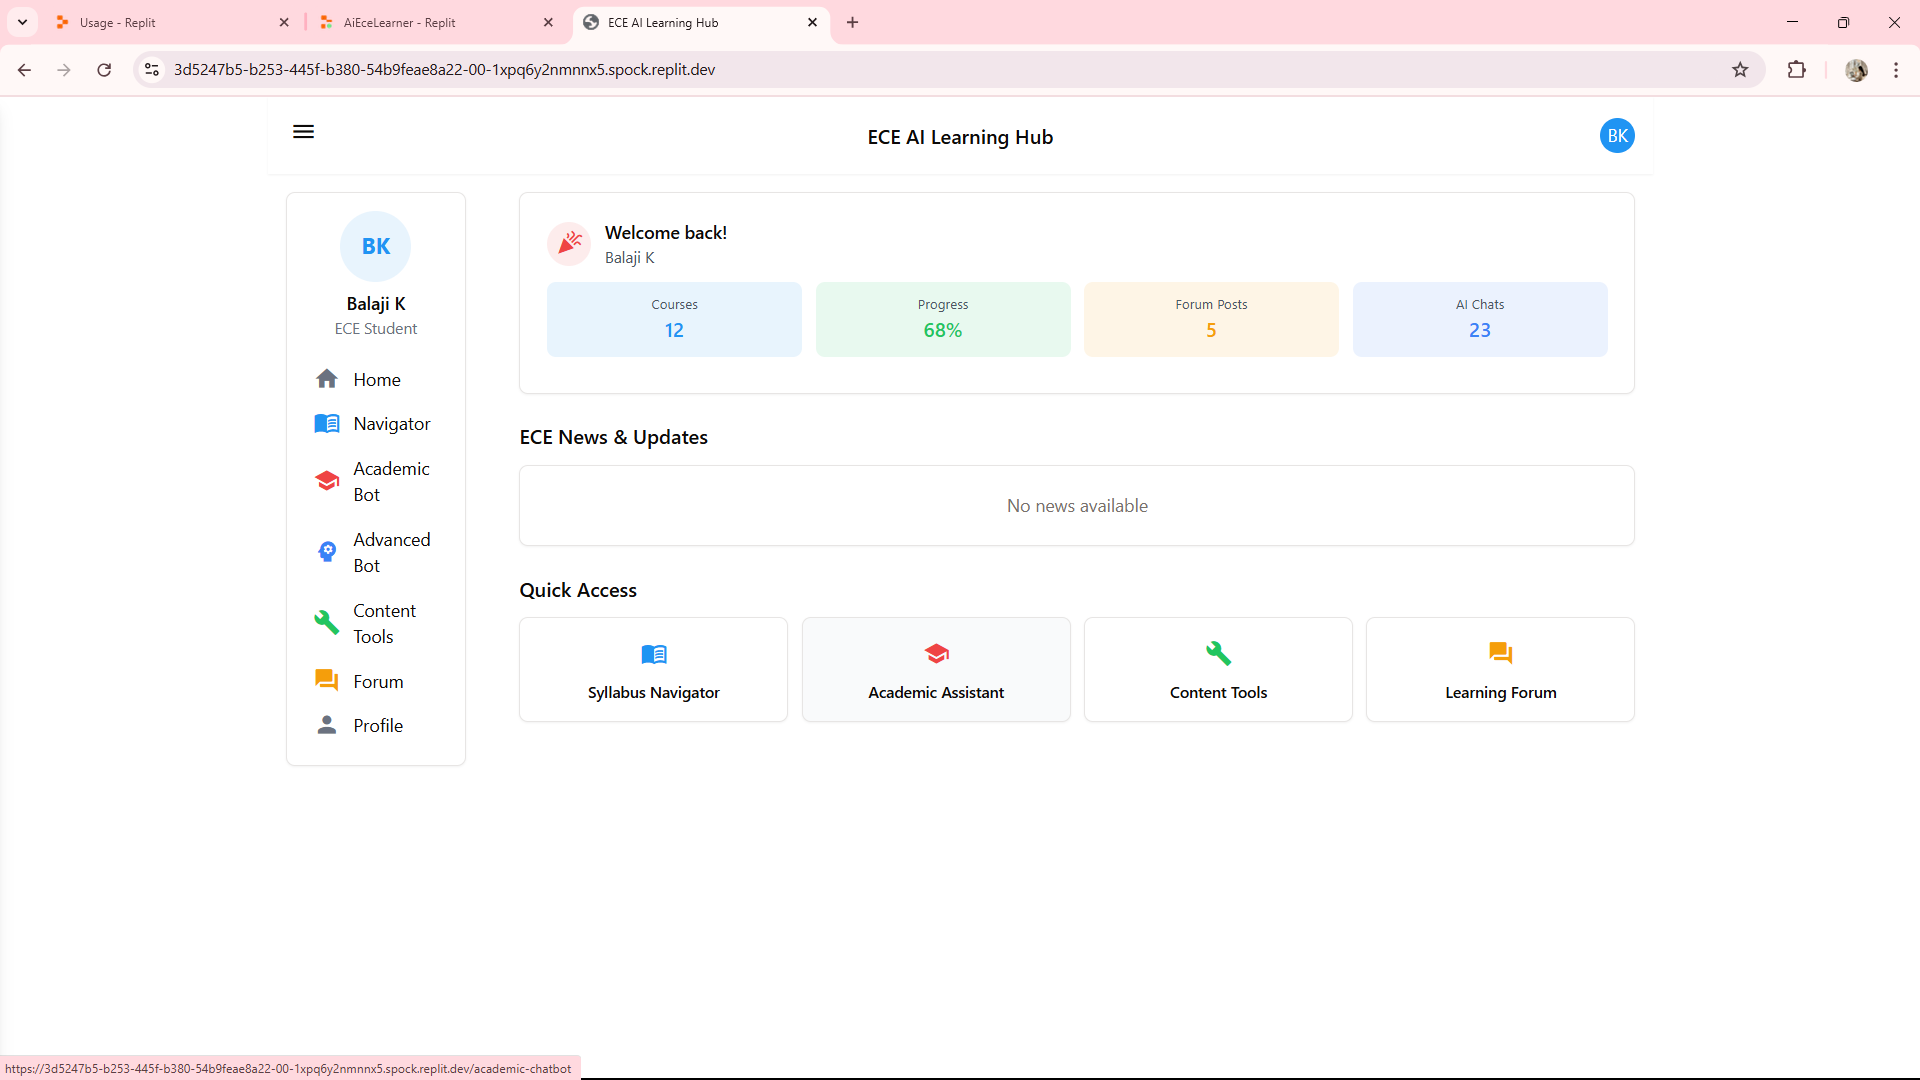 Usage - Replit
AiEceLearner - Replit
ECE AI Learning Hub
3d5247b5-b253-445f-b380-54b9feae8a22-00-1xpq6y2nmnnx5.spock.replit.dev
ECE AI Learning Hub
BK
BK
Balaji K
ECE Student
Home
Navigator
Academic
Bot
Advanced
Bot
Content
Tools
Forum
Profile
Welcome back!
Balaji K
Courses
12
Progress
68%
Forum Posts
5
AI Chats
23
ECE News & Updates
No news available
Quick Access
Syllabus Navigator
Academic Assistant
Content Tools
Learning Forum
https://3d5247b5-b253-445f-b380-54b9feae8a22-00-1xpq6y2nmnnx5.spock.replit.dev/academic-chatbot